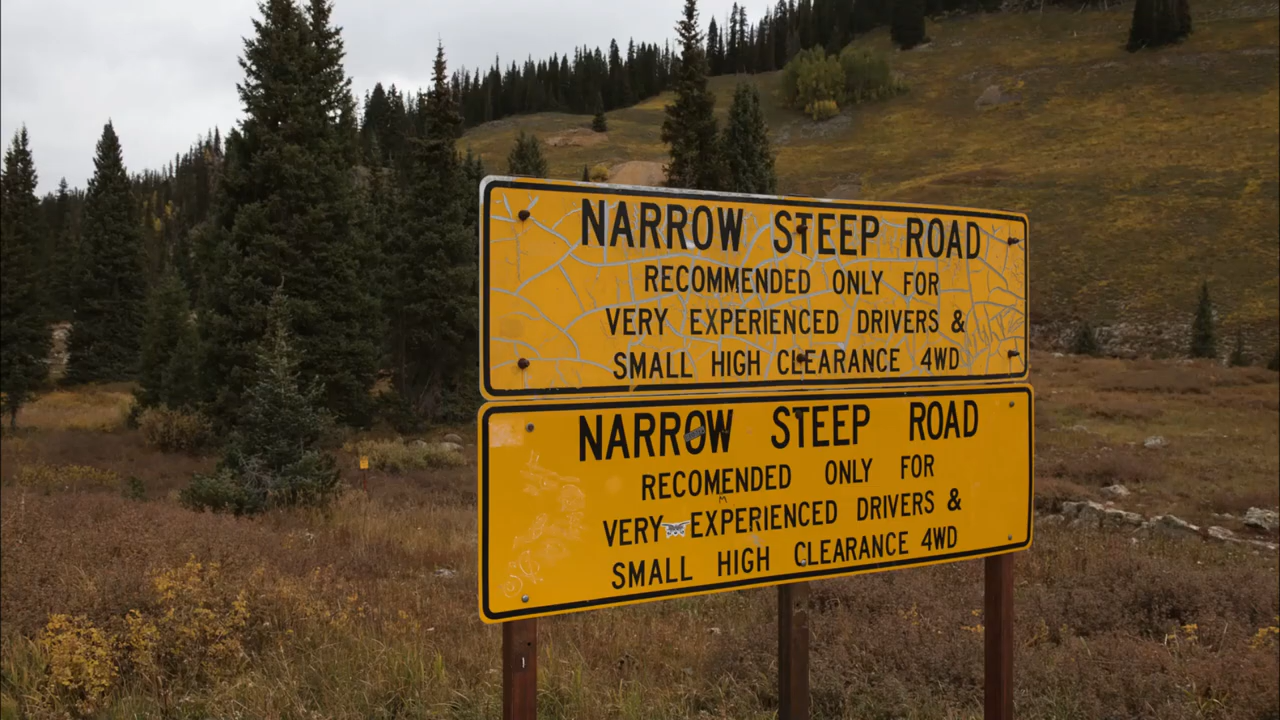 NARROW STEEP ROAD
RECOMMENDED ONLY FOR
VERY EXPERIENCED DRIVERS &
SMALL HIGH CLEARANCE 4WD
NARROW STEEP ROAD
RECOMENDED ONLY FOR
M
VERY EXPERIENCED DRIVERS &
SMALL HIGH CLEARANCE 4WD